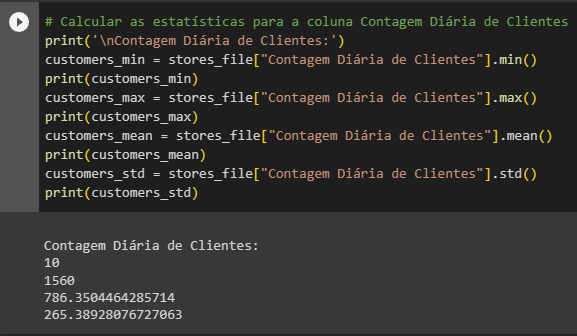 # Calcular as estatísticas para a coluna Contagem Diária de Clientes
print('\nContagem Diária de Clientes:')
customers_min = stores_file["Contagem Diária de Clientes"].min()
print(customers_min)
customers_max = stores_file["Contagem Diária de Clientes"].max()
print(customers_max)
customers_mean = stores_file["Contagem Diária de Clientes"].mean()
print(customers_mean)
customers_std = stores_file["Contagem Diária de Clientes"].std()
print(customers_std)
Contagem Diária de Clientes:
10
1560
786.3504464285714
265.38928076727063